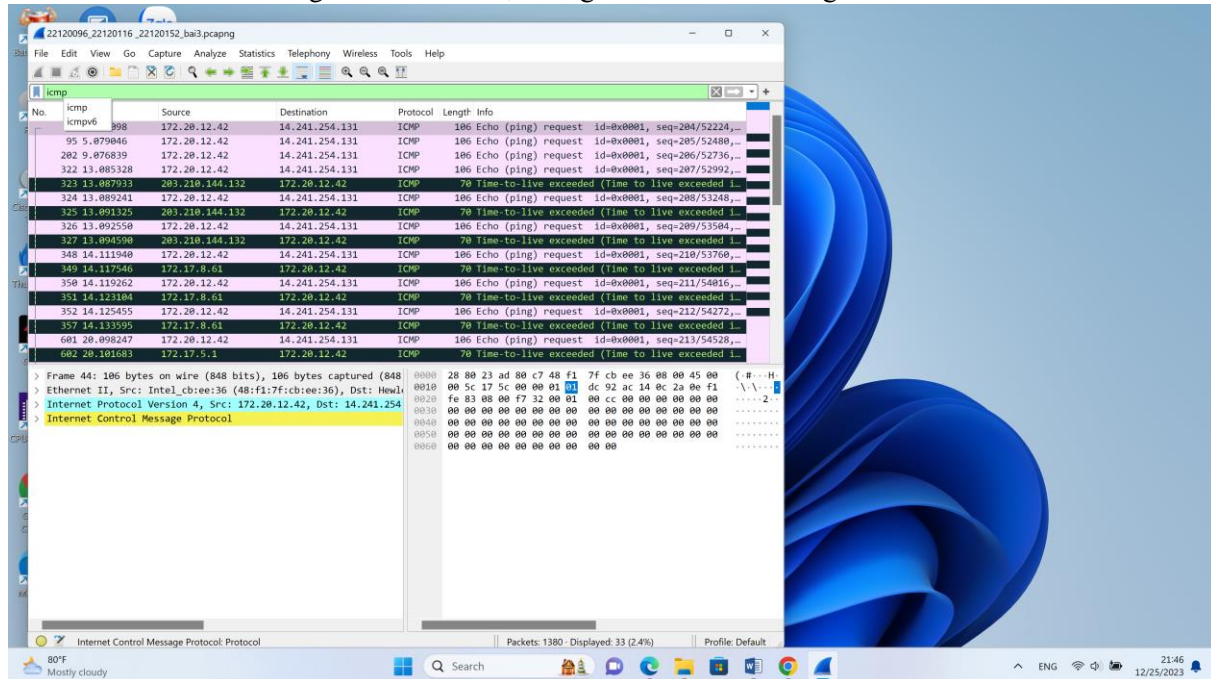 22120096_22120116 _22120152_bai3.pcapng
File Edit View Go Capture Analyze Statistics Telephony Wireless Tools Help
icmp
icmp
icmpv6
No. Source Destination Protocol Length Info
098 172.20.12.42 14.241.254.131 ICMP 106 Echo (ping) request id=0x0001, seq=204/52224,…
95 5.079046 172.20.12.42 14.241.254.131 ICMP 106 Echo (ping) request id=0x0001, seq=205/52480,…
202 9.076839 172.20.12.42 14.241.254.131 ICMP 106 Echo (ping) request id=0x0001, seq=206/52736,…
322 13.085328 172.20.12.42 14.241.254.131 ICMP 106 Echo (ping) request id=0x0001, seq=207/52992,…
323 13.087933 203.210.144.132 172.20.12.42 ICMP 70 Time-to-live exceeded (Time to live exceeded i…
324 13.089241 172.20.12.42 14.241.254.131 ICMP 106 Echo (ping) request id=0x0001, seq=208/53248,…
325 13.091325 203.210.144.132 172.20.12.42 ICMP 70 Time-to-live exceeded (Time to live exceeded i…
326 13.092550 172.20.12.42 14.241.254.131 ICMP 106 Echo (ping) request id=0x0001, seq=209/53504,…
327 13.094590 203.210.144.132 172.20.12.42 ICMP 70 Time-to-live exceeded (Time to live exceeded i…
348 14.111940 172.20.12.42 14.241.254.131 ICMP 106 Echo (ping) request id=0x0001, seq=210/53760,…
349 14.117546 172.17.8.61 172.20.12.42 ICMP 70 Time-to-live exceeded (Time to live exceeded i…
350 14.119262 172.20.12.42 14.241.254.131 ICMP 106 Echo (ping) request id=0x0001, seq=211/54016,…
351 14.123104 172.17.8.61 172.20.12.42 ICMP 70 Time-to-live exceeded (Time to live exceeded i…
352 14.125455 172.20.12.42 14.241.254.131 ICMP 106 Echo (ping) request id=0x0001, seq=212/54272,…
357 14.133595 172.17.8.61 172.20.12.42 ICMP 70 Time-to-live exceeded (Time to live exceeded i…
601 20.098247 172.20.12.42 14.241.254.131 ICMP 106 Echo (ping) request id=0x0001, seq=213/54528,…
602 20.101683 172.17.5.1 172.20.12.42 ICMP 70 Time-to-live exceeded (Time to live exceeded i…
> Frame 44: 106 bytes on wire (848 bits), 106 bytes captured (848
> Ethernet II, Src: Intel_cb:ee:36 (48:f1:7f:cb:ee:36), Dst: Hewl
> Internet Protocol Version 4, Src: 172.20.12.42, Dst: 14.241.254
> Internet Control Message Protocol
0000 28 80 23 ad 80 c7 48 f1 7f cb ee 36 08 00 45 00 (·#···H·
0010 00 5c 17 5c 00 00 01 01 dc 92 ac 14 0c 2a 0e f1 ·\·\····
0020 fe 83 08 00 f7 32 00 01 00 cc 00 00 00 00 00 00 ·····2··
0030 00 00 00 00 00 00 00 00 00 00 00 00 00 00 00 00 ········
0040 00 00 00 00 00 00 00 00 00 00 00 00 00 00 00 00 ········
0050 00 00 00 00 00 00 00 00 00 00 00 00 00 00 00 00 ········
0060 00 00 00 00 00 00 00 00 00 00 ········
Internet Control Message Protocol: Protocol Packets: 1380 · Displayed: 33 (2.4%) Profile: Default
80°F
Mostly cloudy
Search
ENG
21:46
12/25/2023